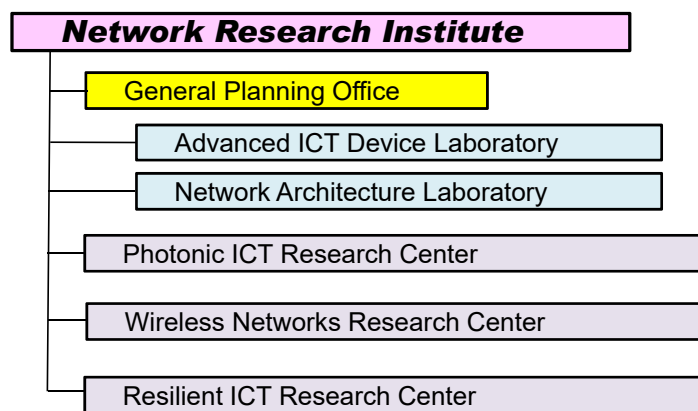 Network Research Institute
General Planning Office
Advanced ICT Device Laboratory
Network Architecture Laboratory
Photonic ICT Research Center
Wireless Networks Research Center
Resilient ICT Research Center